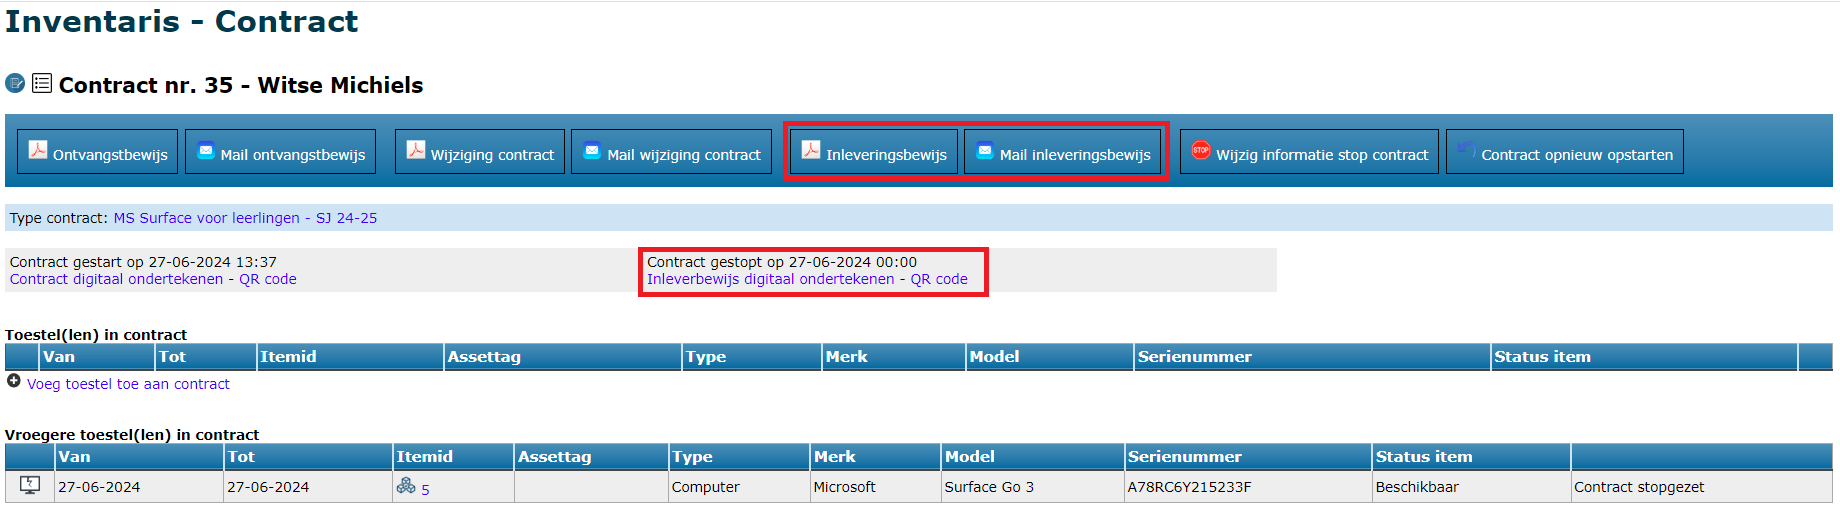 Inventaris - Contract
Contract nr. 35 - Witse Michiels
Ontvangstbewijs Mail ontvangstbewijs Wijziging contract Mail wijziging contract Inleveringsbewijs Mail inleveringsbewijs STOP Wijzig informatie stop contract Contract opnieuw opstarten
Type contract: MS Surface voor leerlingen - SJ 24-25
Contract gestart op 27-06-2024 13:37 Contract gestopt op 27-06-2024 00:00
Contract digitaal ondertekenen - QR code Inleverbewijs digitaal ondertekenen - QR code
Toestel(len) in contract
Van Tot Itemid Assettag Type Merk Model Serienummer Status item
Voeg toestel toe aan contract
Vroegere toestel(len) in contract
Van Tot Itemid Assettag Type Merk Model Serienummer Status item
27-06-2024 27-06-2024 5 Computer Microsoft Surface Go 3 A78RC6Y215233F Beschikbaar Contract stopgezet